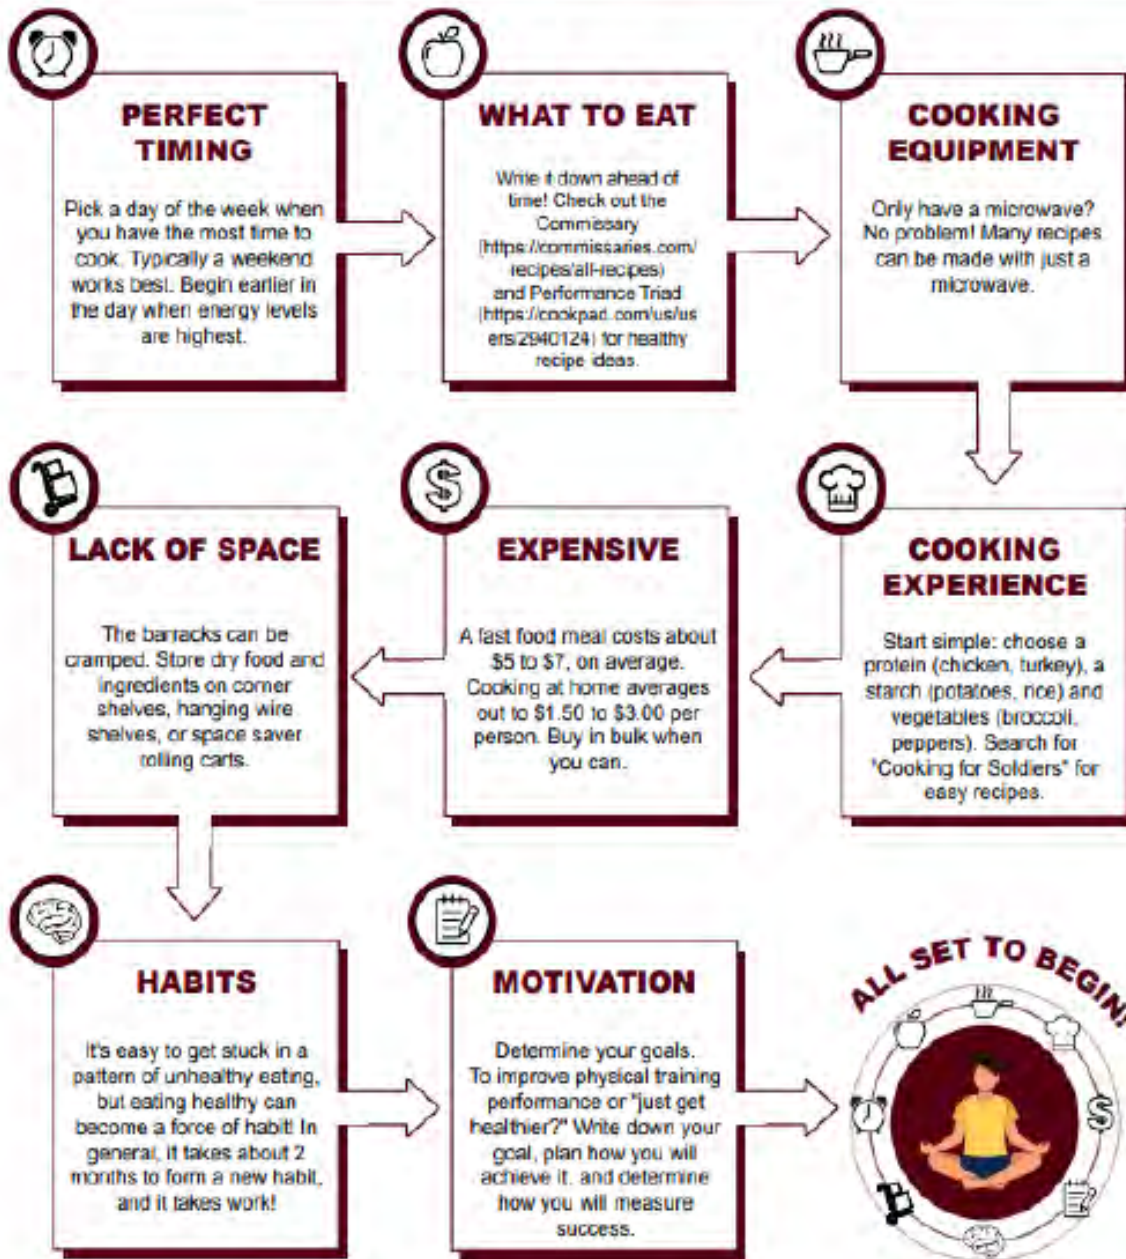 PERFECT
TIMING
Pick a day of the week when
you have the most time to
cook. Typically a weekend
works best. Begin earlier in
the day when energy levels
are highest.
WHAT TO EAT
Write it down ahead of
time! Check out the
Commissary
(https://commissaries.com/
recipes/all-recipes)
and Performance Triad
(https://cookpad.com/us/us
ers/2940124) for healthy
recipe ideas.
COOKING
EQUIPMENT
Only have a microwave?
No problem! Many recipes
can be made with just a
microwave.
COOKING
EXPERIENCE
Start simple: choose a
protein (chicken, turkey), a
starch (potatoes, rice) and
vegetables (broccoli,
peppers). Search for
"Cooking for Soldiers" for
easy recipes.
EXPENSIVE
A fast food meal costs about
$5 to $7, on average.
Cooking at home averages
out to $1.50 to $3.00 per
person. Buy in bulk when
you can.
LACK OF SPACE
The barracks can be
cramped. Store dry food and
ingredients on corner
shelves, hanging wire
shelves, or space saver
rolling carts.
HABITS
It's easy to get stuck in a
pattern of unhealthy eating,
but eating healthy can
become a force of habit! In
general, it takes about 2
months to form a new habit,
and it takes work!
MOTIVATION
Determine your goals.
To improve physical training
performance or "just get
healthier?" Write down your
goal, plan how you will
achieve it, and determine
how you will measure
success.
ALL SET TO BEGIN!